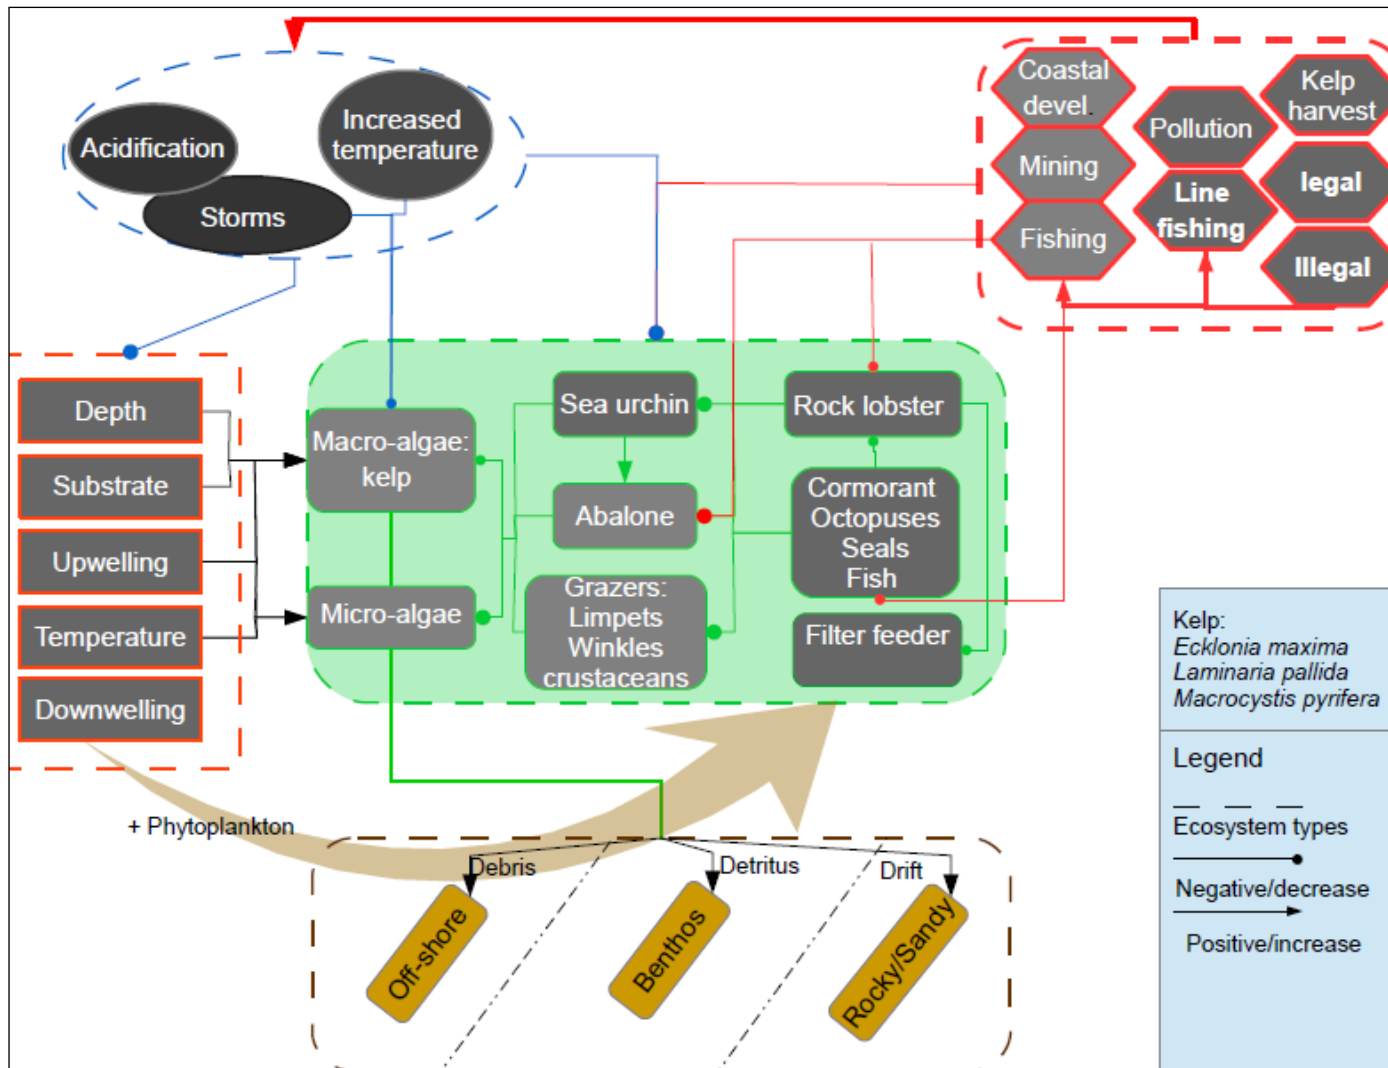 Acidification
Storms
Increased
temperature
Coastal
devel.
Mining
Fishing
Pollution
Line
fishing
Kelp
harvest
legal
Illegal
Depth
Substrate
Upwelling
Temperature
Downwelling
Macro-algae:
kelp
Micro-algae
Sea urchin
Abalone
Grazers:
Limpets
Winkles
crustaceans
Rock lobster
Cormorant
Octopuses
Seals
Fish
Filter feeder
+ Phytoplankton
Debris
Detritus
Drift
Off-shore
Benthos
Rocky/Sandy
Kelp:
Ecklonia maxima
Laminaria pallida
Macrocystis pyrifera
Legend
Ecosystem types
Negative/decrease
Positive/increase